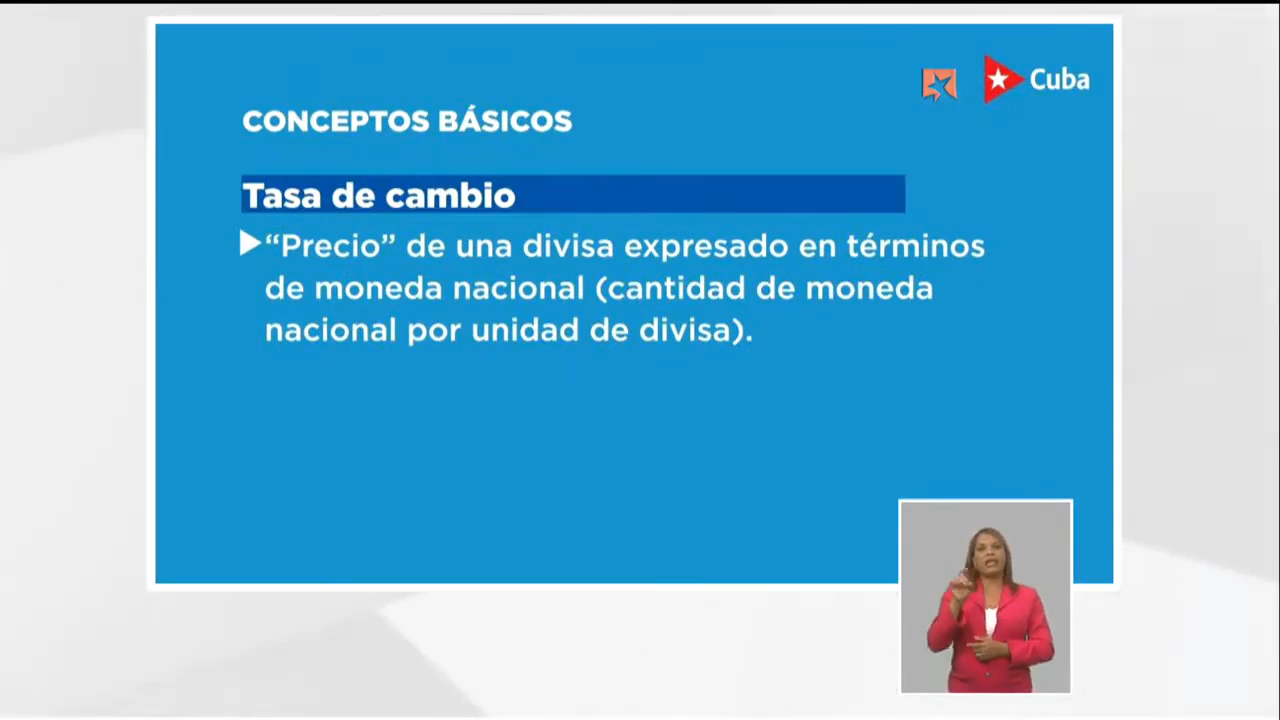 Cuba
CONCEPTOS BÁSICOS
Tasa de cambio
“Precio” de una divisa expresado en términos
de moneda nacional (cantidad de moneda
nacional por unidad de divisa).